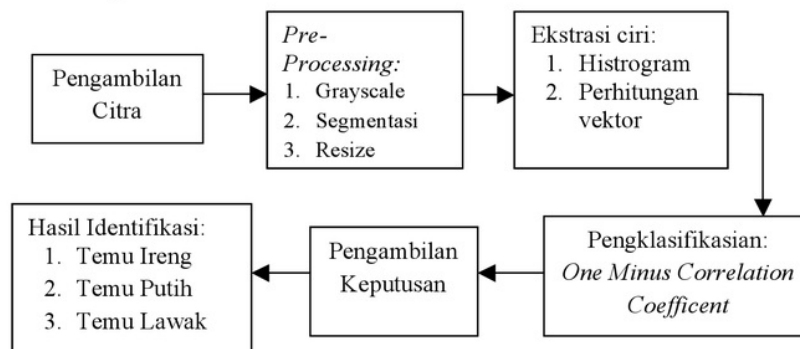 Pengambilan
Citra
Pre-
Processing:
1. Grayscale
2. Segmentasi
3. Resize
Ekstrasi ciri:
1. Histrogram
2. Perhitungan
vektor
Pengklasifikasian:
One Minus Correlation
Coefficent
Pengambilan
Keputusan
Hasil Identifikasi:
1. Temu Ireng
2. Temu Putih
3. Temu Lawak